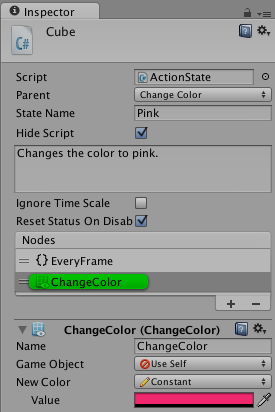 Inspector
Cube
C#
Script ActionState
Parent Change Color
State Name Pink
Hide Script
Changes the color to pink.
Ignore Time Scale
Reset Status On Disab
Nodes
{} EveryFrame
ChangeColor
+ −
ChangeColor (ChangeColor)
Name ChangeColor
Game Object Use Self
New Color Constant
Value